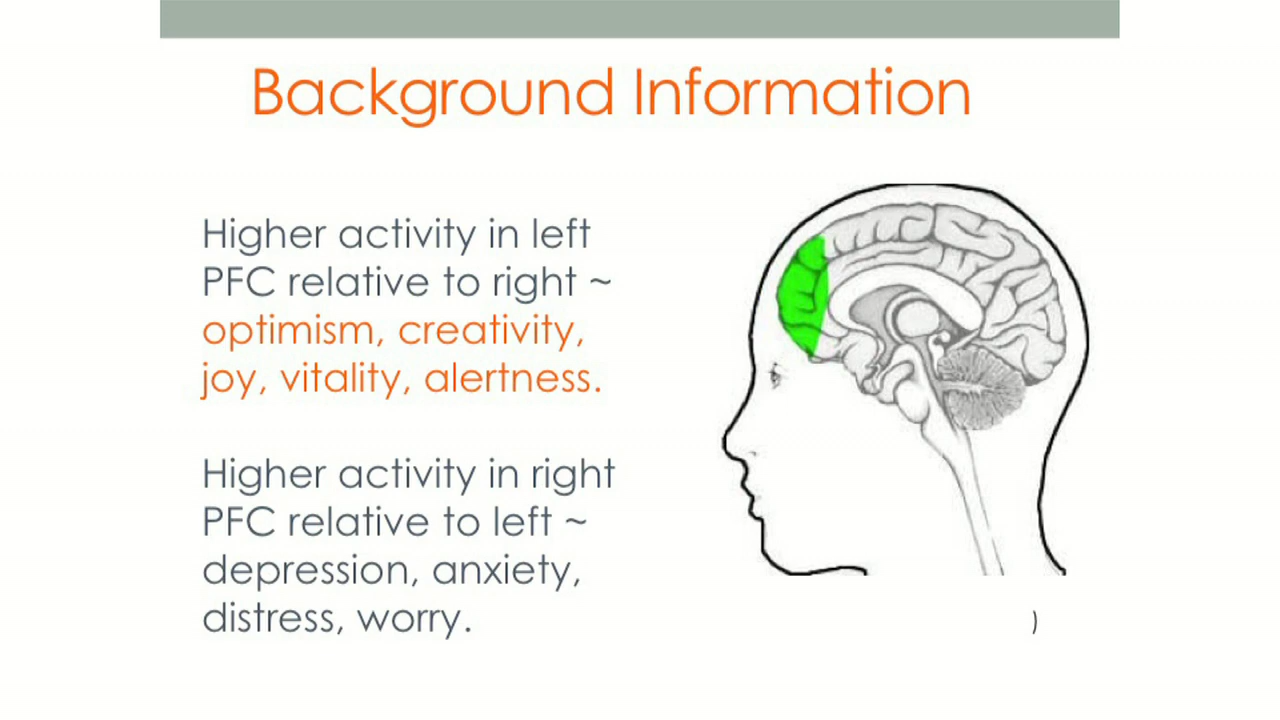 Background Information
Higher activity in left
PFC relative to right ~
optimism, creativity,
joy, vitality, alertness.
Higher activity in right
PFC relative to left ~
depression, anxiety,
distress, worry.
)